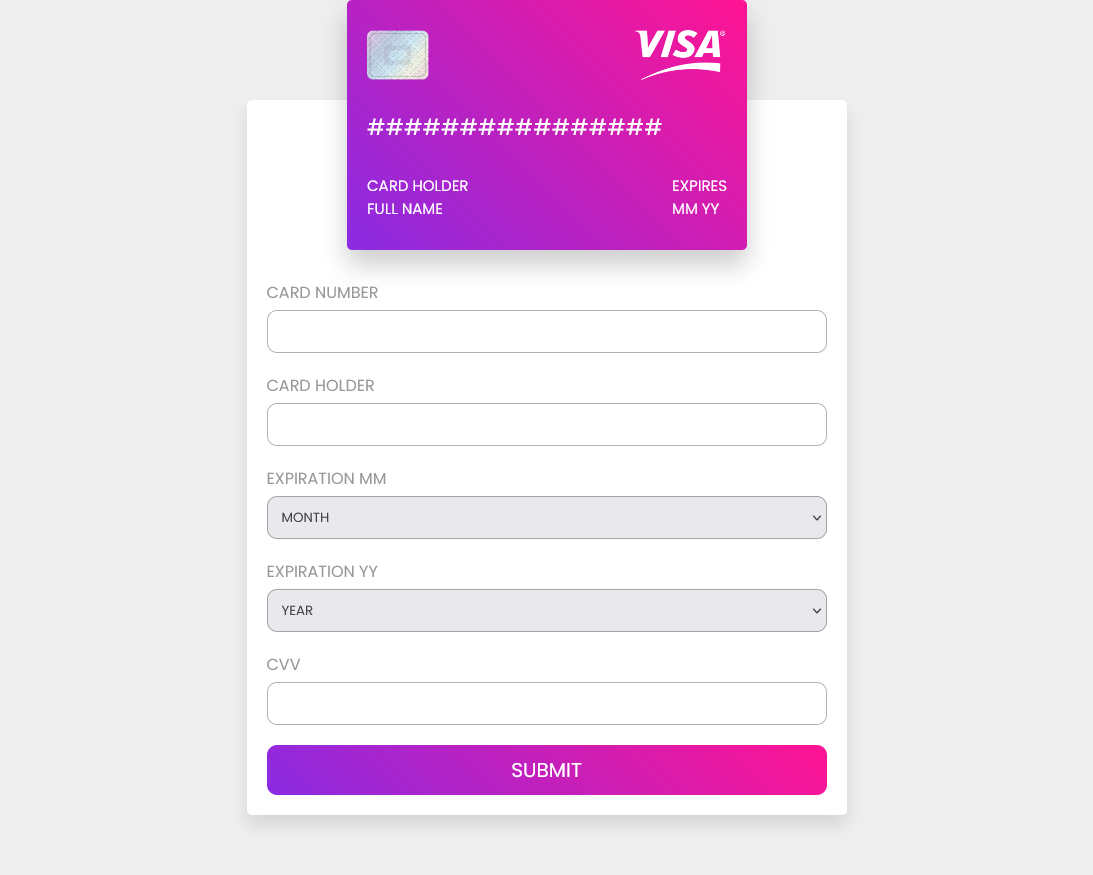 VISA
################
CARD HOLDER
FULL NAME
EXPIRES
MM YY
CARD NUMBER
CARD HOLDER
EXPIRATION MM
MONTH
EXPIRATION YY
YEAR
CVV
SUBMIT